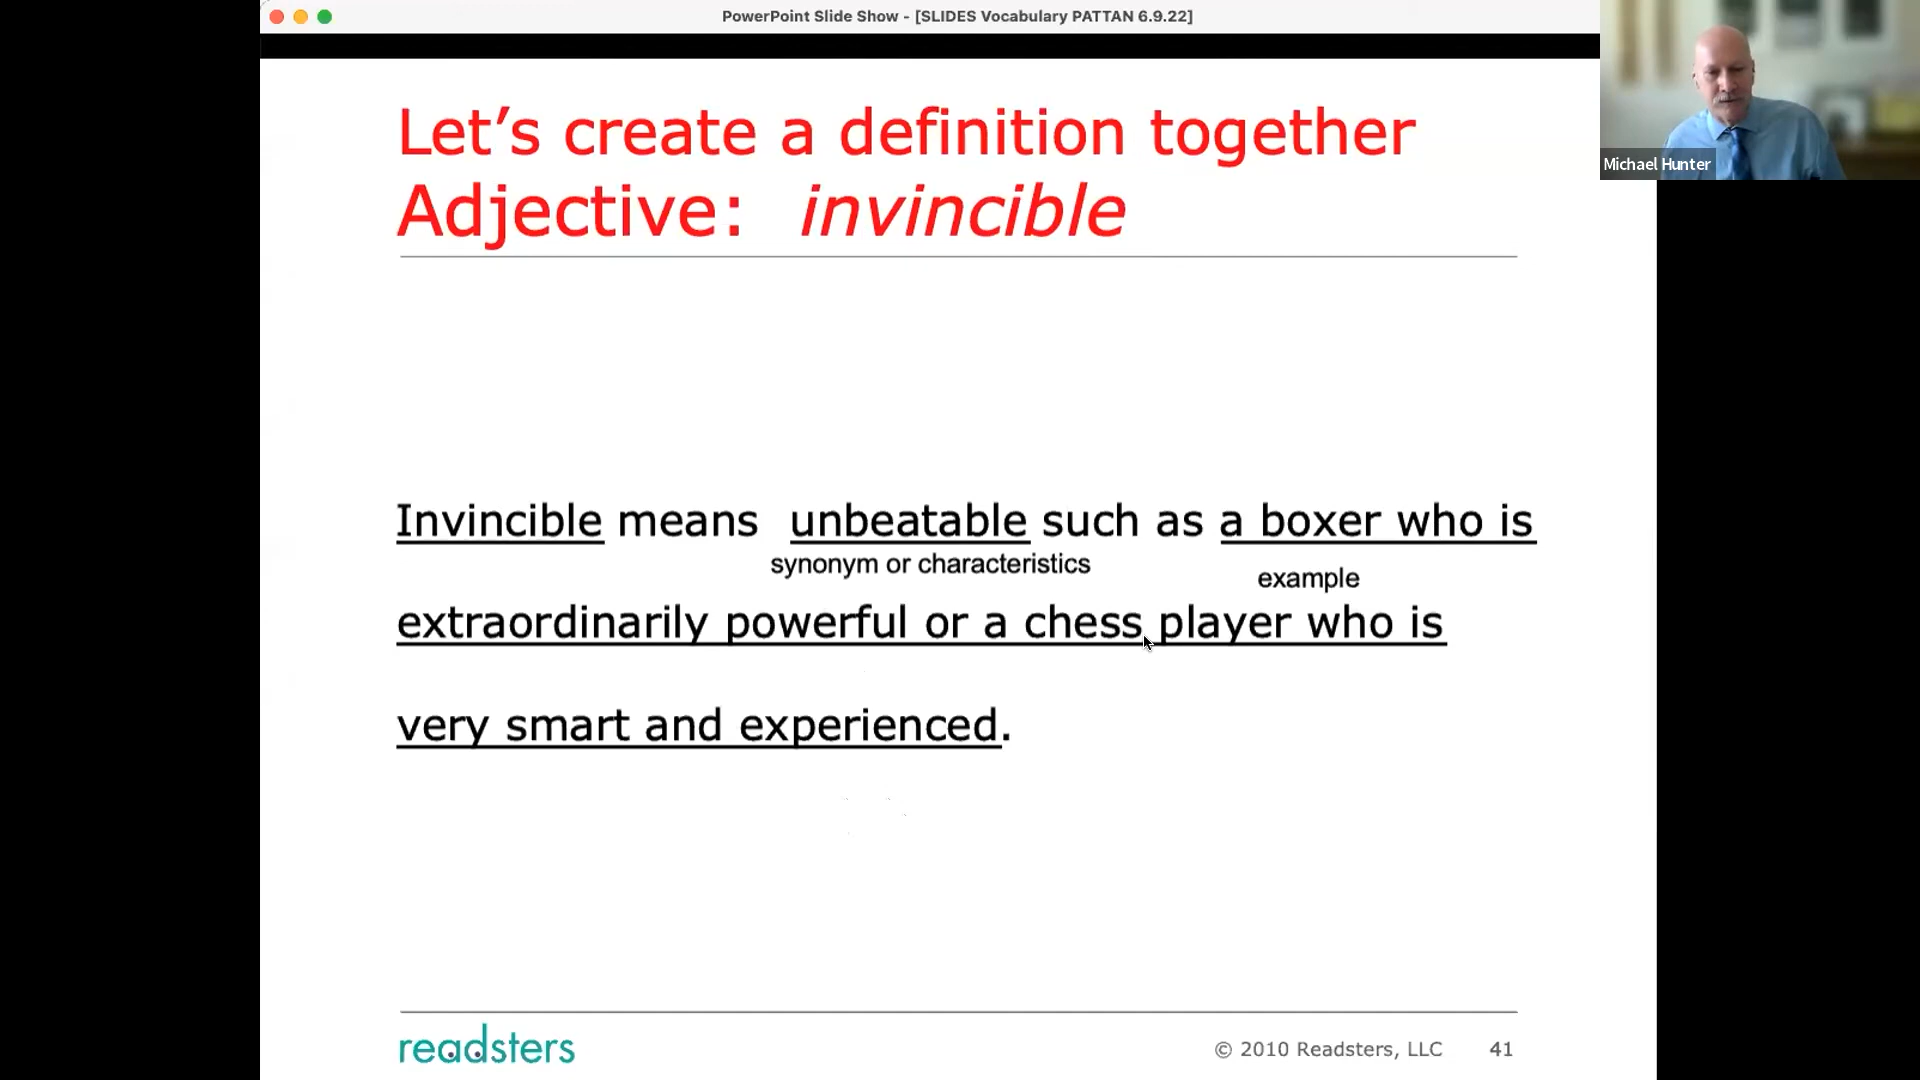 PowerPoint Slide Show - [SLIDES Vocabulary PATTAN 6.9.22]
Michael Hunter
Let's create a definition together
Adjective: invincible
Invincible means unbeatable such as a boxer who is
synonym or characteristics
example
extraordinarily powerful or a chess player who is
very smart and experienced.
readsters
© 2010 Readsters, LLC 41